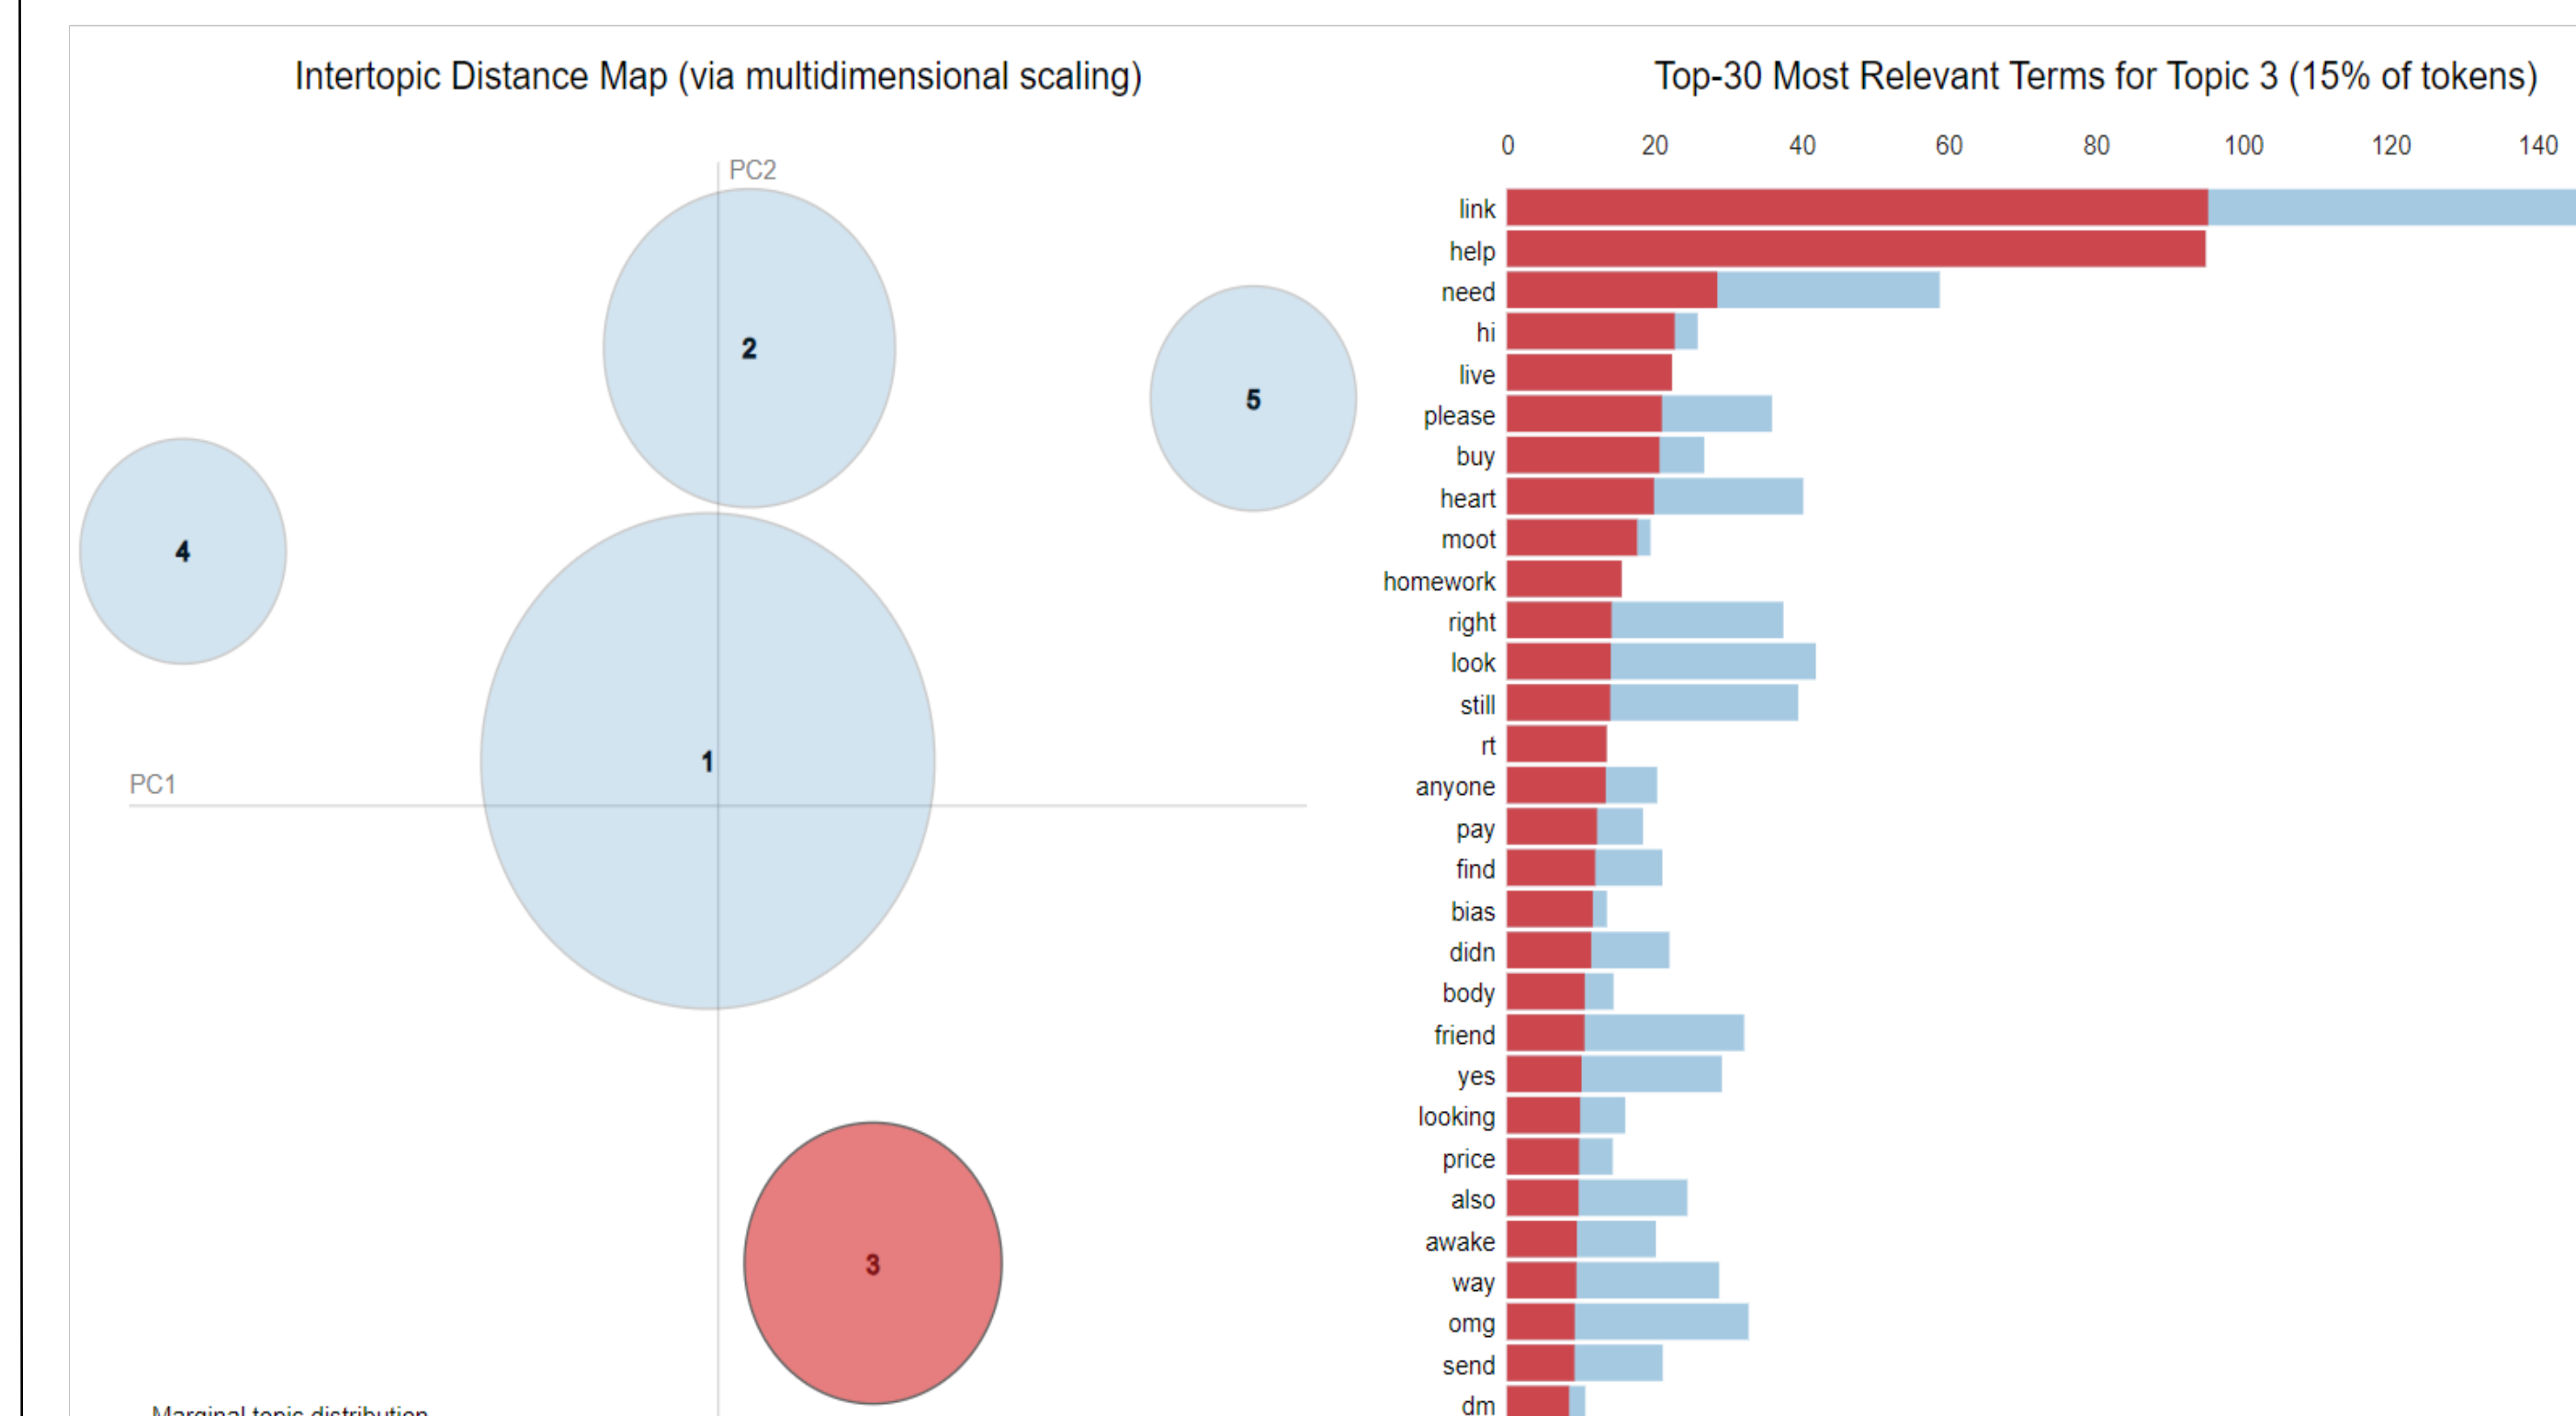 Intertopic Distance Map (via multidimensional scaling)
PC2
2
5
4
1
PC1
3
Marginal topic distribution
Top-30 Most Relevant Terms for Topic 3 (15% of tokens)
0 20 40 60 80 100 120 140
link
help
need
hi
live
please
buy
heart
moot
homework
right
look
still
rt
anyone
pay
find
bias
didn
body
friend
yes
looking
price
also
awake
way
omg
send
dm